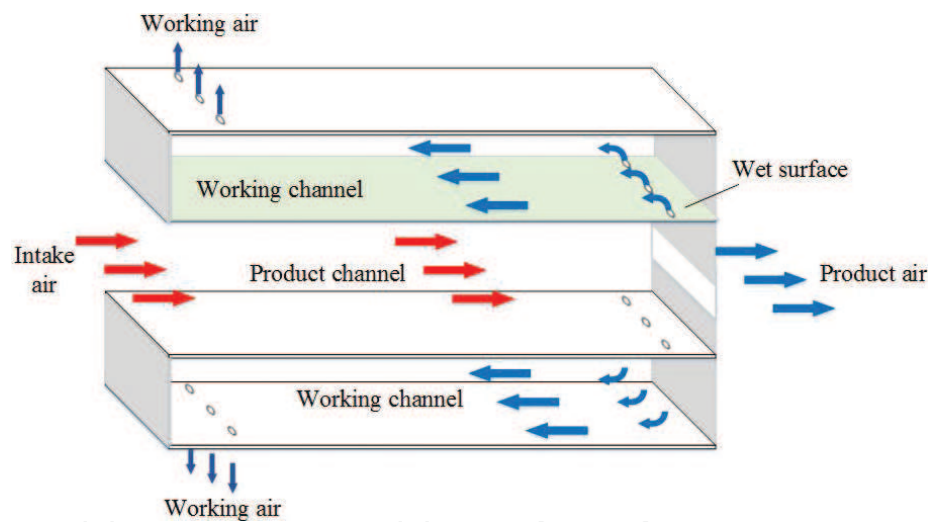 Working air
Wet surface
Working channel
Intake
air
Product channel
Product air
Working channel
Working air